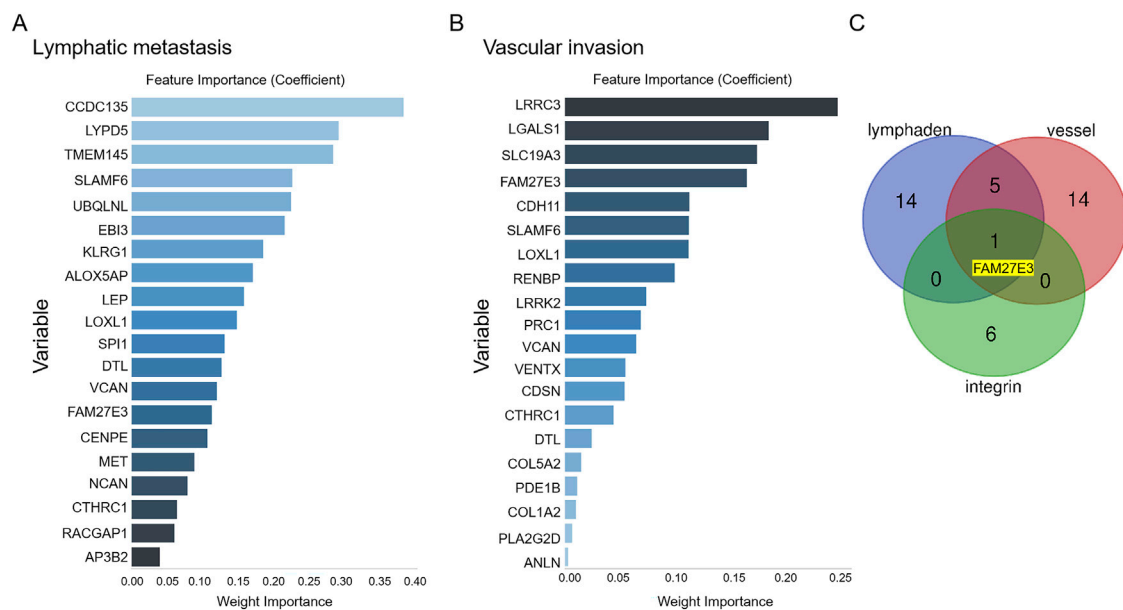 A
Lymphatic metastasis
Feature Importance (Coefficient)
Variable
CCDC135
LYPD5
TMEM145
SLAMF6
UBQLNL
EBI3
KLRG1
ALOX5AP
LEP
LOXL1
SPI1
DTL
VCAN
FAM27E3
CENPE
MET
NCAN
CTHRC1
RACGAP1
AP3B2
0.00 0.05 0.10 0.15 0.20 0.25 0.30 0.35 0.40
Weight Importance
B
Vascular invasion
Feature Importance (Coefficient)
Variable
LRRC3
LGALS1
SLC19A3
FAM27E3
CDH11
SLAMF6
LOXL1
RENBP
LRRK2
PRC1
VCAN
VENTX
CDSN
CTHRC1
DTL
COL5A2
PDE1B
COL1A2
PLA2G2D
ANLN
0.00 0.05 0.10 0.15 0.20 0.25
Weight Importance
C
lymphaden vessel
14 5 14
1
FAM27E3
0 0
6
integrin